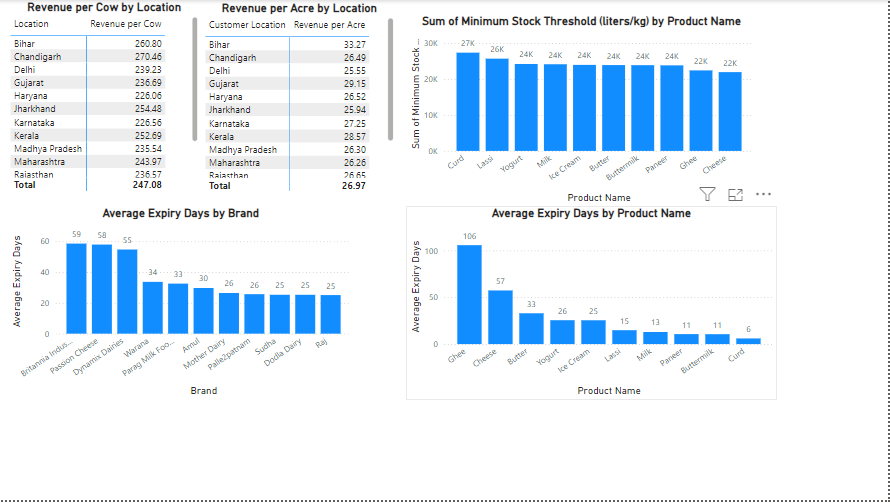 Revenue per Cow by Location
Location Revenue per Cow
Bihar 260.80
Chandigarh 270.46
Delhi 239.23
Gujarat 236.69
Haryana 226.06
Jharkhand 254.48
Karnataka 226.56
Kerala 252.69
Madhya Pradesh 235.54
Maharashtra 243.97
Rajasthan 236.57
Total 247.08
Revenue per Acre by Location
Customer Location Revenue per Acre
Bihar 33.27
Chandigarh 26.49
Delhi 25.55
Gujarat 29.15
Haryana 26.52
Jharkhand 25.94
Karnataka 27.25
Kerala 28.57
Madhya Pradesh 26.30
Maharashtra 26.26
Rajasthan 26.65
Total 26.97
Sum of Minimum Stock Threshold (liters/kg) by Product Name
Sum of Minimum Stock ...
30K
20K
10K
0K
27K 26K 24K 24K 24K 24K 24K 24K 22K 22K
Curd Lassi Yogurt Milk Ice Cream Butter Buttermilk Paneer Ghee Cheese
Product Name
Average Expiry Days by Brand
Average Expiry Days
60
40
20
0
59 58 55 34 33 30 26 26 25 25 25
Britannia Indus... Passion Cheese Dynamix Dairies Warana Parag Milk Foo... Amul Mother Dairy Palle2patnam Sudha Dodla Dairy Raj
Brand
Average Expiry Days by Product Name
Average Expiry Days
100
50
0
106 57 33 26 25 15 13 11 11 6
Ghee Cheese Butter Yogurt Ice Cream Lassi Milk Paneer Buttermilk Curd
Product Name